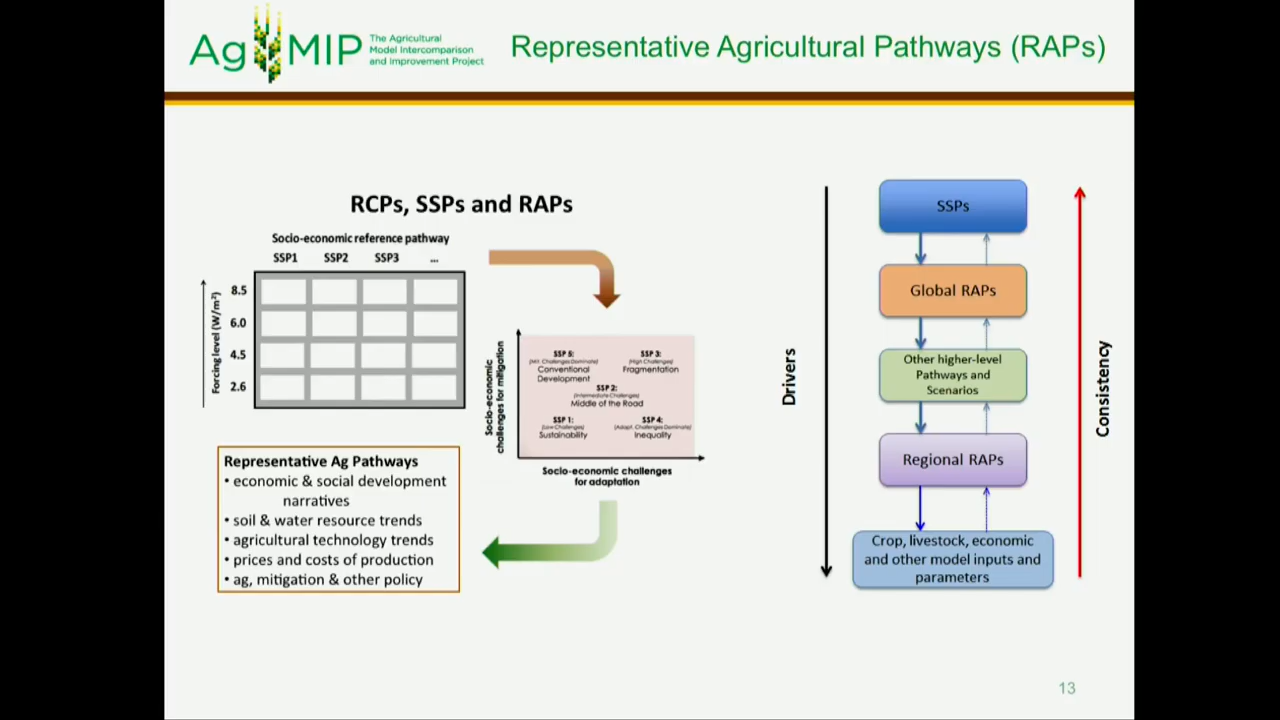 AgMIP
The Agricultural
Model Intercomparison
and Improvement Project
Representative Agricultural Pathways (RAPs)
RCPs, SSPs and RAPs
Socio-economic reference pathway
SSP1 SSP2 SSP3 ...
Forcing level (W/m²)
8.5
6.0
4.5
2.6
Socio-economic
challenges for mitigation
SSP 5:
(Mit. Challenges Dominate)
Conventional
Development
SSP 3:
(High Challenges)
Fragmentation
SSP 2:
(Intermediate Challenges)
Middle of the Road
SSP 1:
(Low Challenges)
Sustainability
SSP 4:
(Adapt. Challenges Dominate)
Inequality
Socio-economic challenges
for adaptation
Representative Ag Pathways
• economic & social development
narratives
• soil & water resource trends
• agricultural technology trends
• prices and costs of production
• ag, mitigation & other policy
Drivers
SSPs
Global RAPs
Other higher-level
Pathways and
Scenarios
Regional RAPs
Crop, livestock, economic
and other model inputs and
parameters
Consistency
13